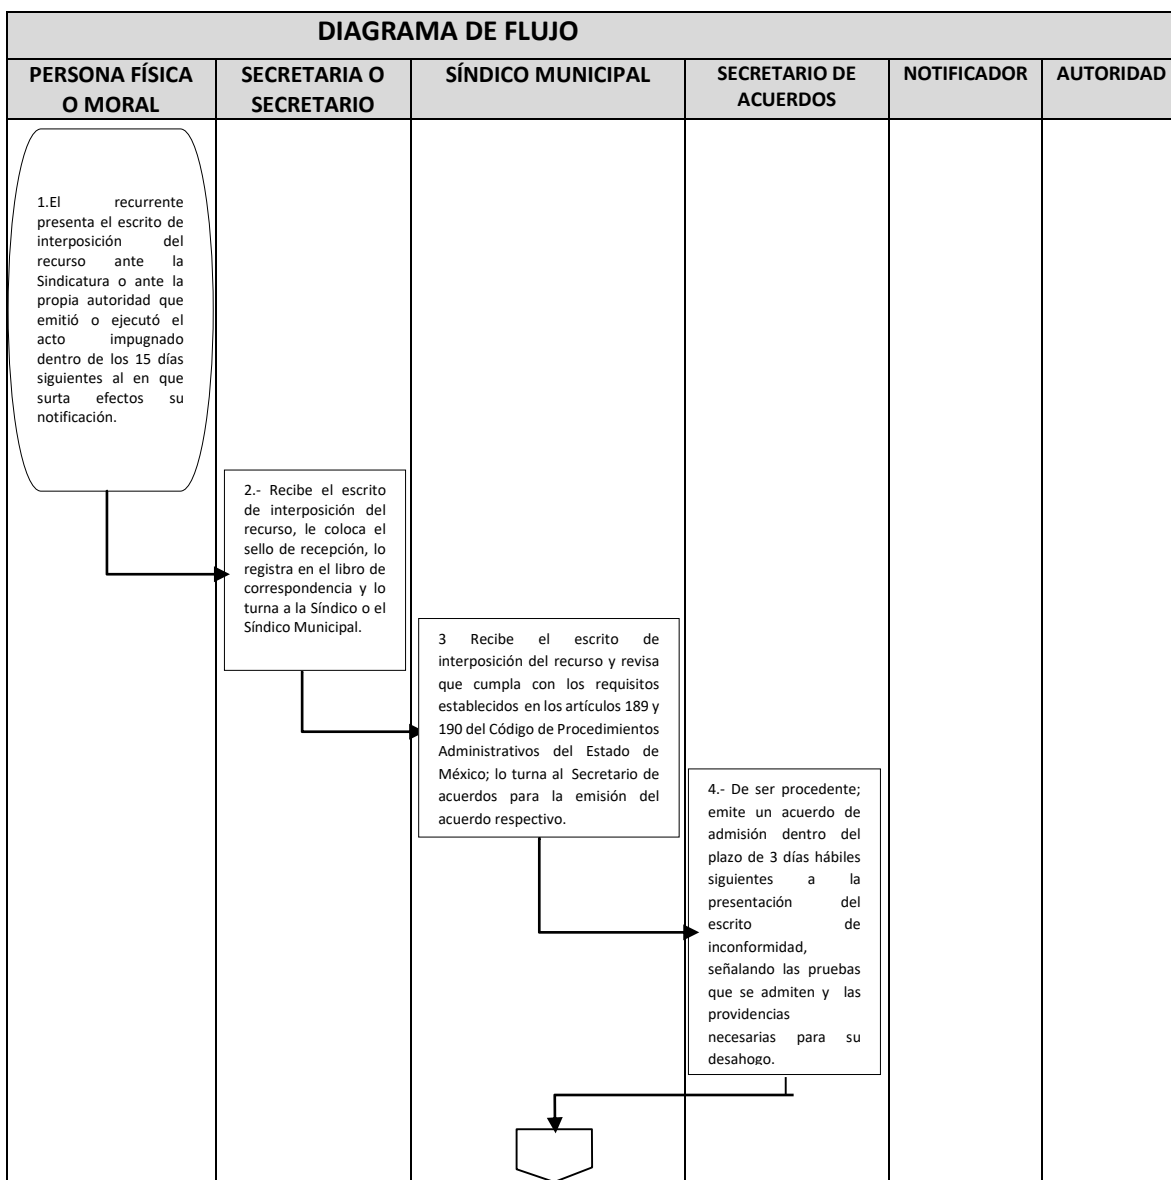 DIAGRAMA DE FLUJO
PERSONA FÍSICA
O MORAL
SECRETARIA O
SECRETARIO
SÍNDICO MUNICIPAL
SECRETARIO DE
ACUERDOS
NOTIFICADOR
AUTORIDAD
1.El recurrente
presenta el escrito de
interposición del
recurso ante la
Sindicatura o ante la
propia autoridad que
emitió o ejecutó el
acto impugnado
dentro de los 15 días
siguientes al en que
surta efectos su
notificación.
2.- Recibe el escrito
de interposición del
recurso, le coloca el
sello de recepción, lo
registra en el libro de
correspondencia y lo
turna a la Síndico o el
Síndico Municipal.
3 Recibe el escrito de
interposición del recurso y revisa
que cumpla con los requisitos
establecidos en los artículos 189 y
190 del Código de Procedimientos
Administrativos del Estado de
México; lo turna al Secretario de
acuerdos para la emisión del
acuerdo respectivo.
4.- De ser procedente;
emite un acuerdo de
admisión dentro del
plazo de 3 días hábiles
siguientes a la
presentación del
escrito de
inconformidad,
señalando las pruebas
que se admiten y las
providencias
necesarias para su
desahogo.